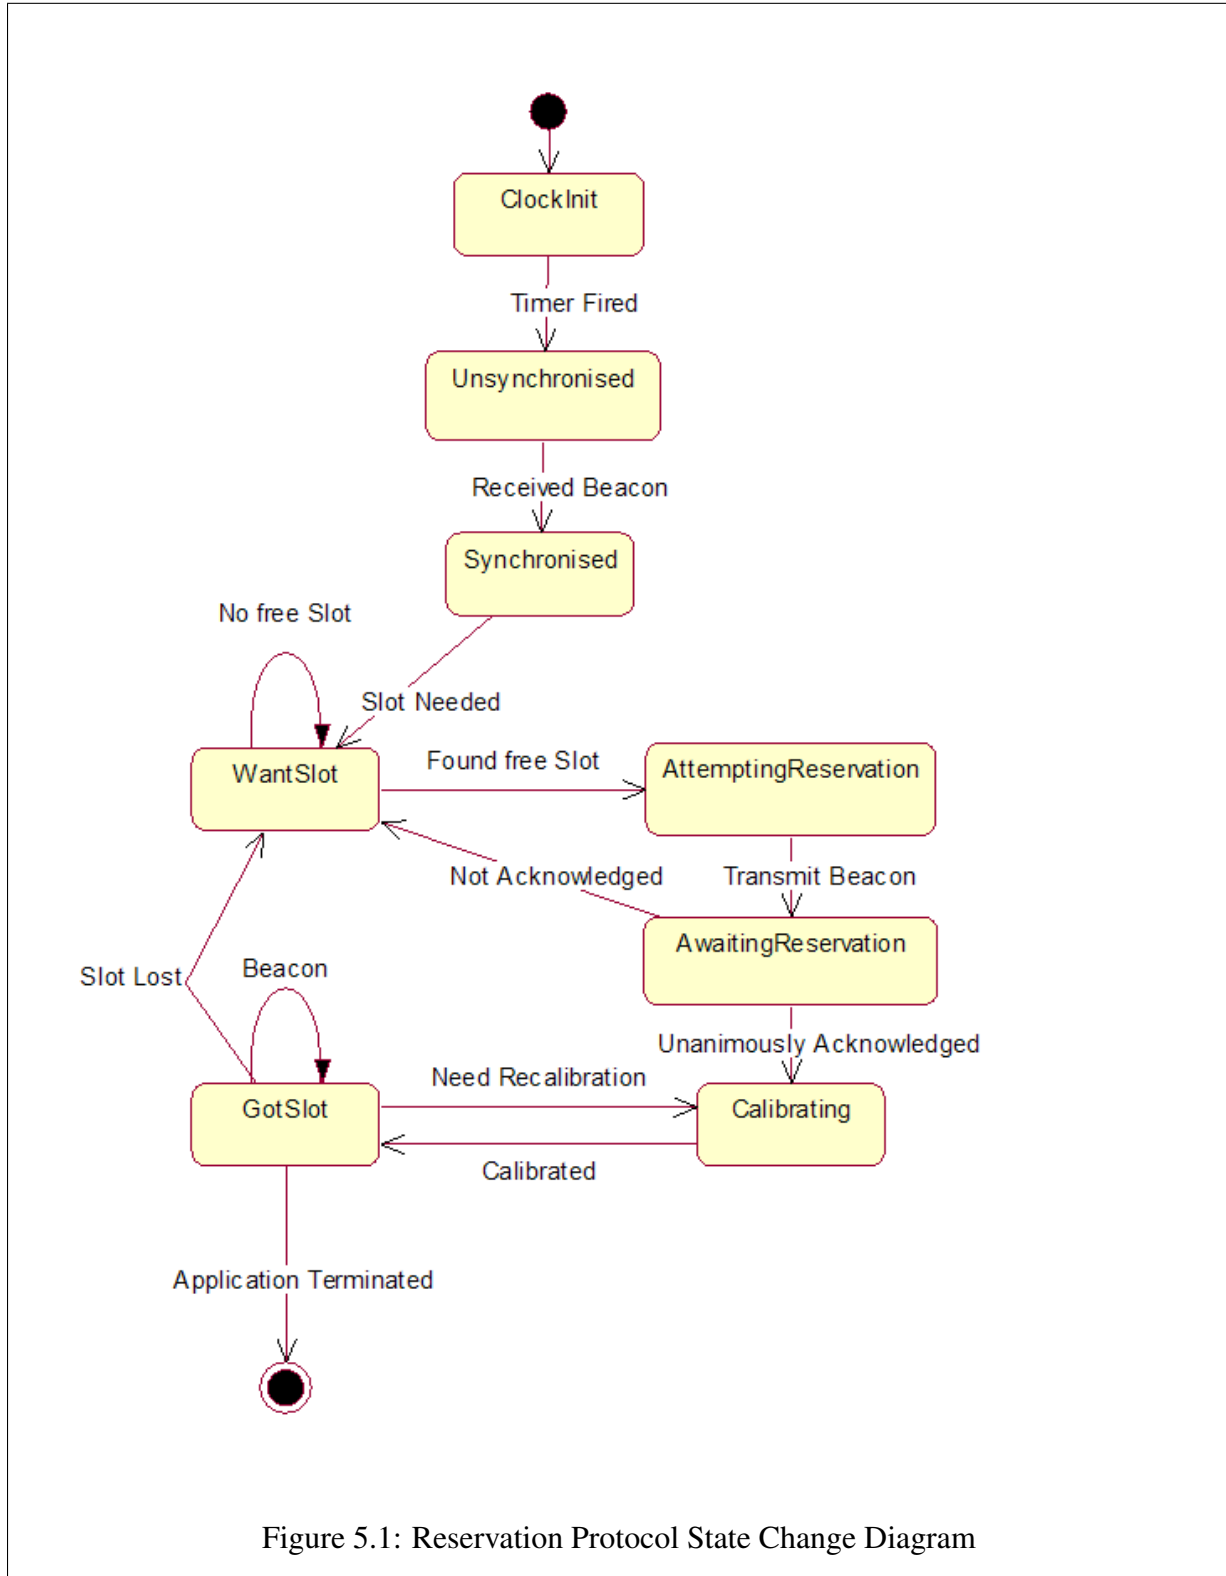 ClockInit
Timer Fired
Unsynchronised
Received Beacon
Synchronised
No free Slot
Slot Needed
WantSlot
Found free Slot
AttemptingReservation
Not Acknowledged
Transmit Beacon
AwaitingReservation
Slot Lost
Beacon
Unanimously Acknowledged
GotSlot
Need Recalibration
Calibrating
Calibrated
Application Terminated
Figure 5.1: Reservation Protocol State Change Diagram